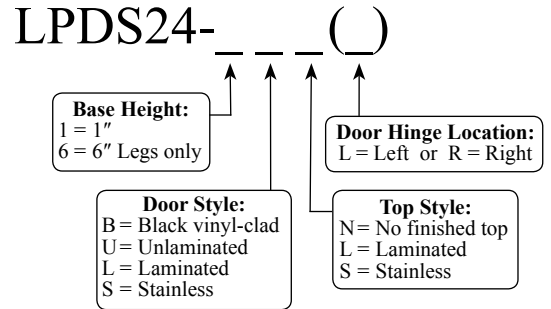 LPDS24-_ _ _ (_)
Base Height:
1 = 1″
6 = 6″ Legs only
Door Hinge Location:
L = Left or R = Right
Door Style:
B = Black vinyl-clad
U = Unlaminated
L = Laminated
S = Stainless
Top Style:
N = No finished top
L = Laminated
S = Stainless